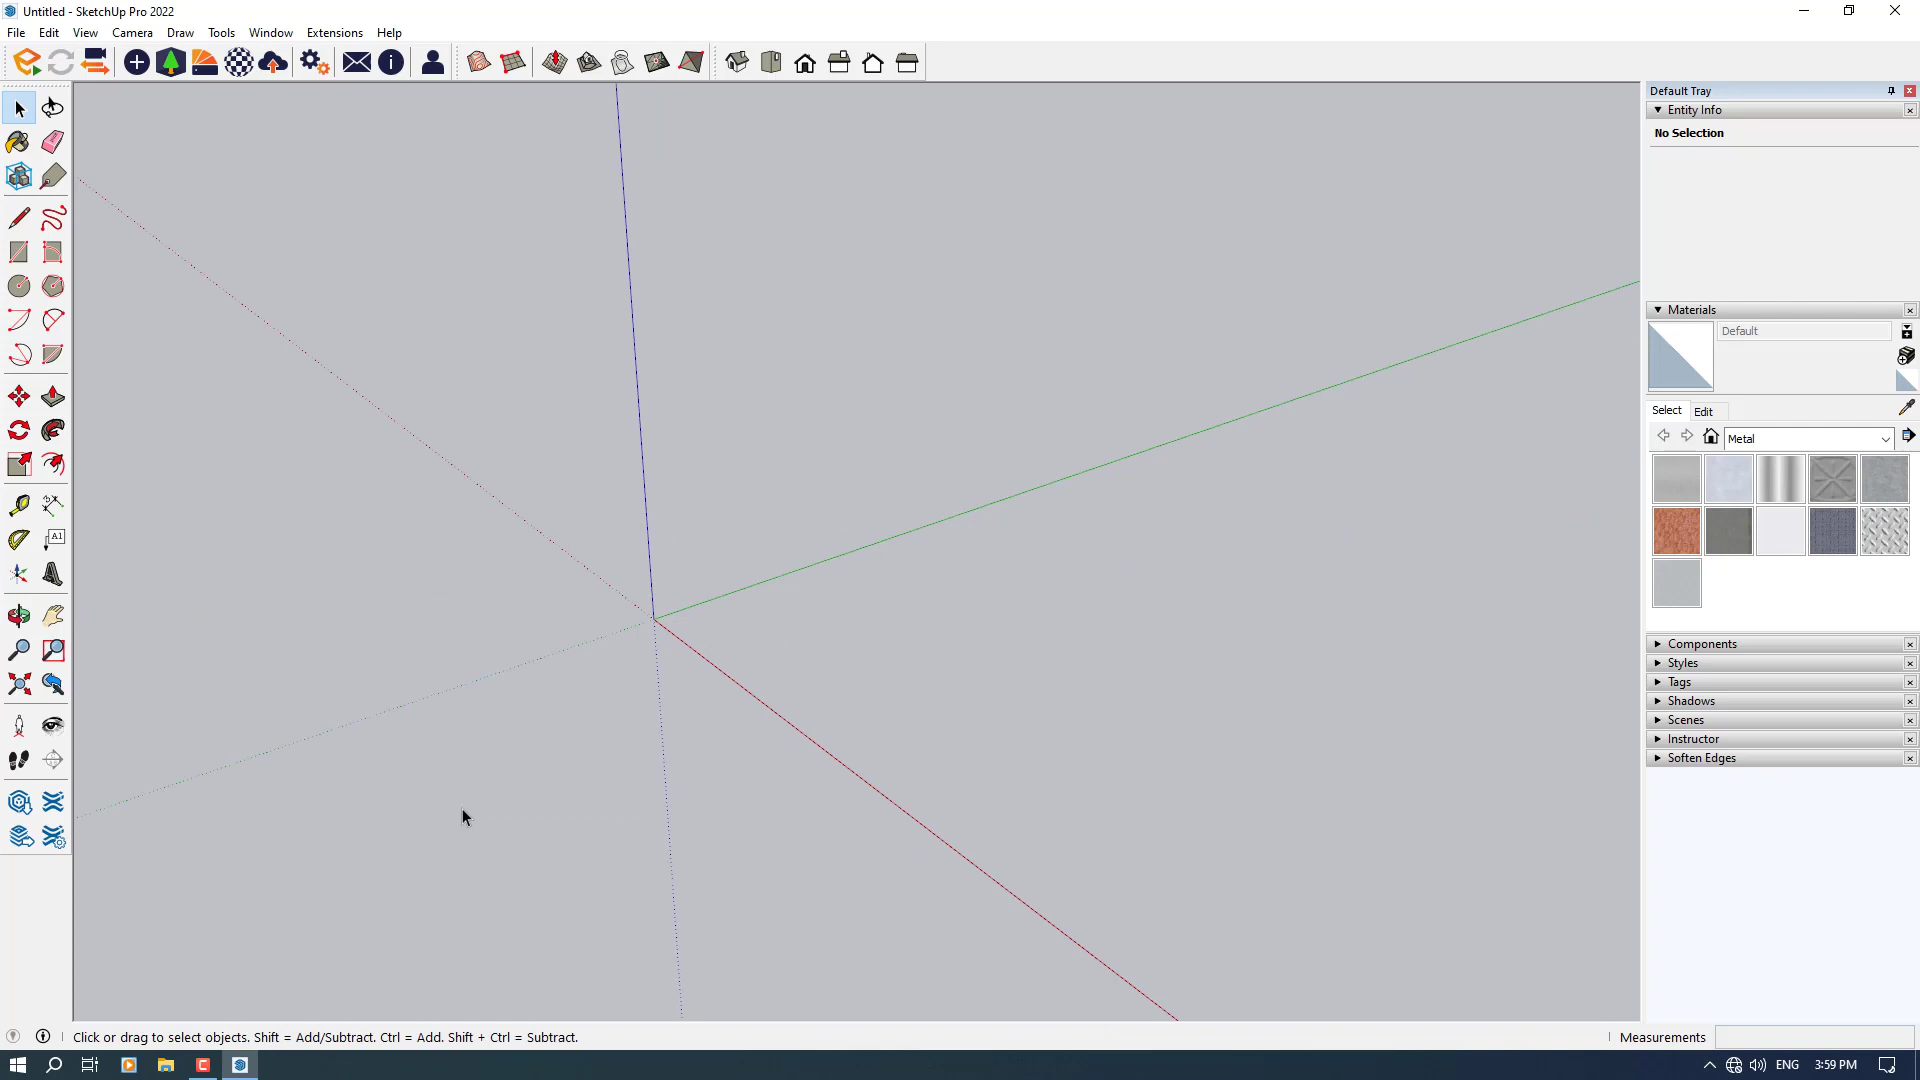 Untitled - SketchUp Pro 2022
File Edit View Camera Draw Tools Window Extensions Help
Default Tray
Entity Info
No Selection
Materials
Default
Select Edit
Metal
Components
Styles
Tags
Shadows
Scenes
Instructor
Soften Edges
A1
Click or drag to select objects. Shift = Add/Subtract. Ctrl = Add. Shift + Ctrl = Subtract.
Measurements
ENG 3:59 PM